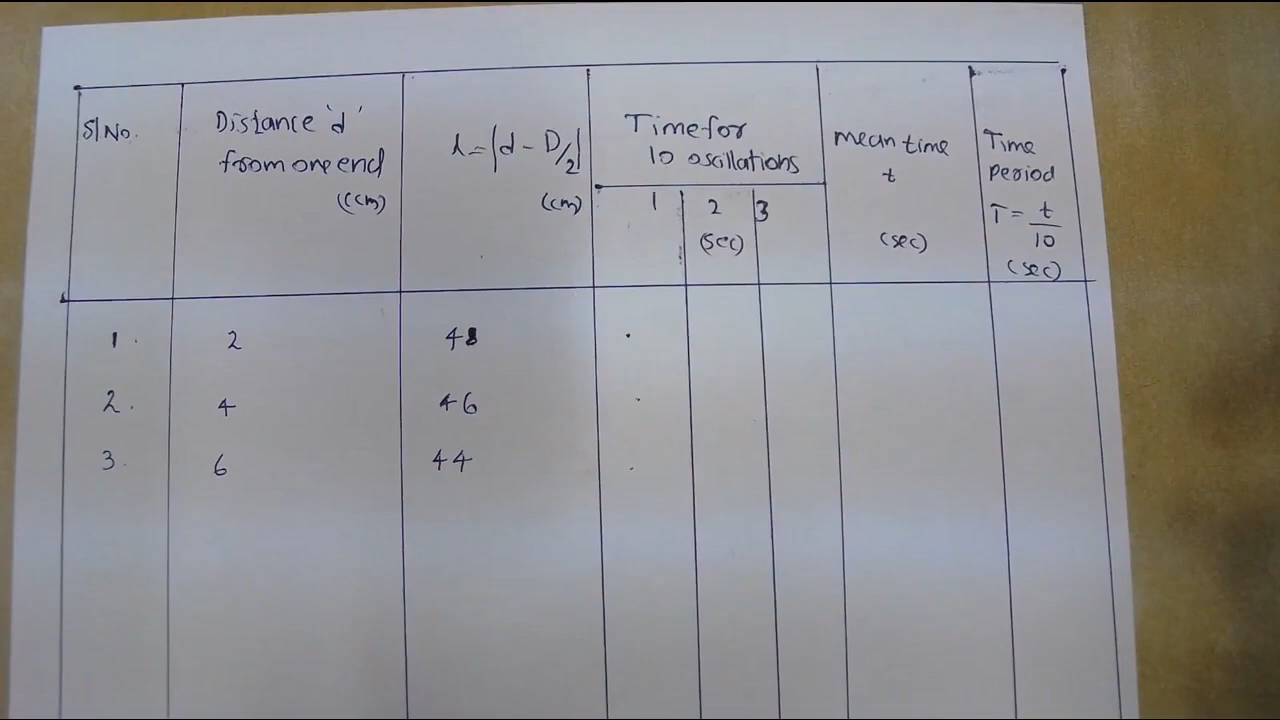 Sl No.
Distance 'd'
from one end
(cm)
λ = |d - D/2|
(cm)
Time for
10 oscillations
1 2 3
(sec)
mean time
t
(sec)
Time
period
T = t/10
(sec)
1. 2 48
2. 4 46
3. 6 44